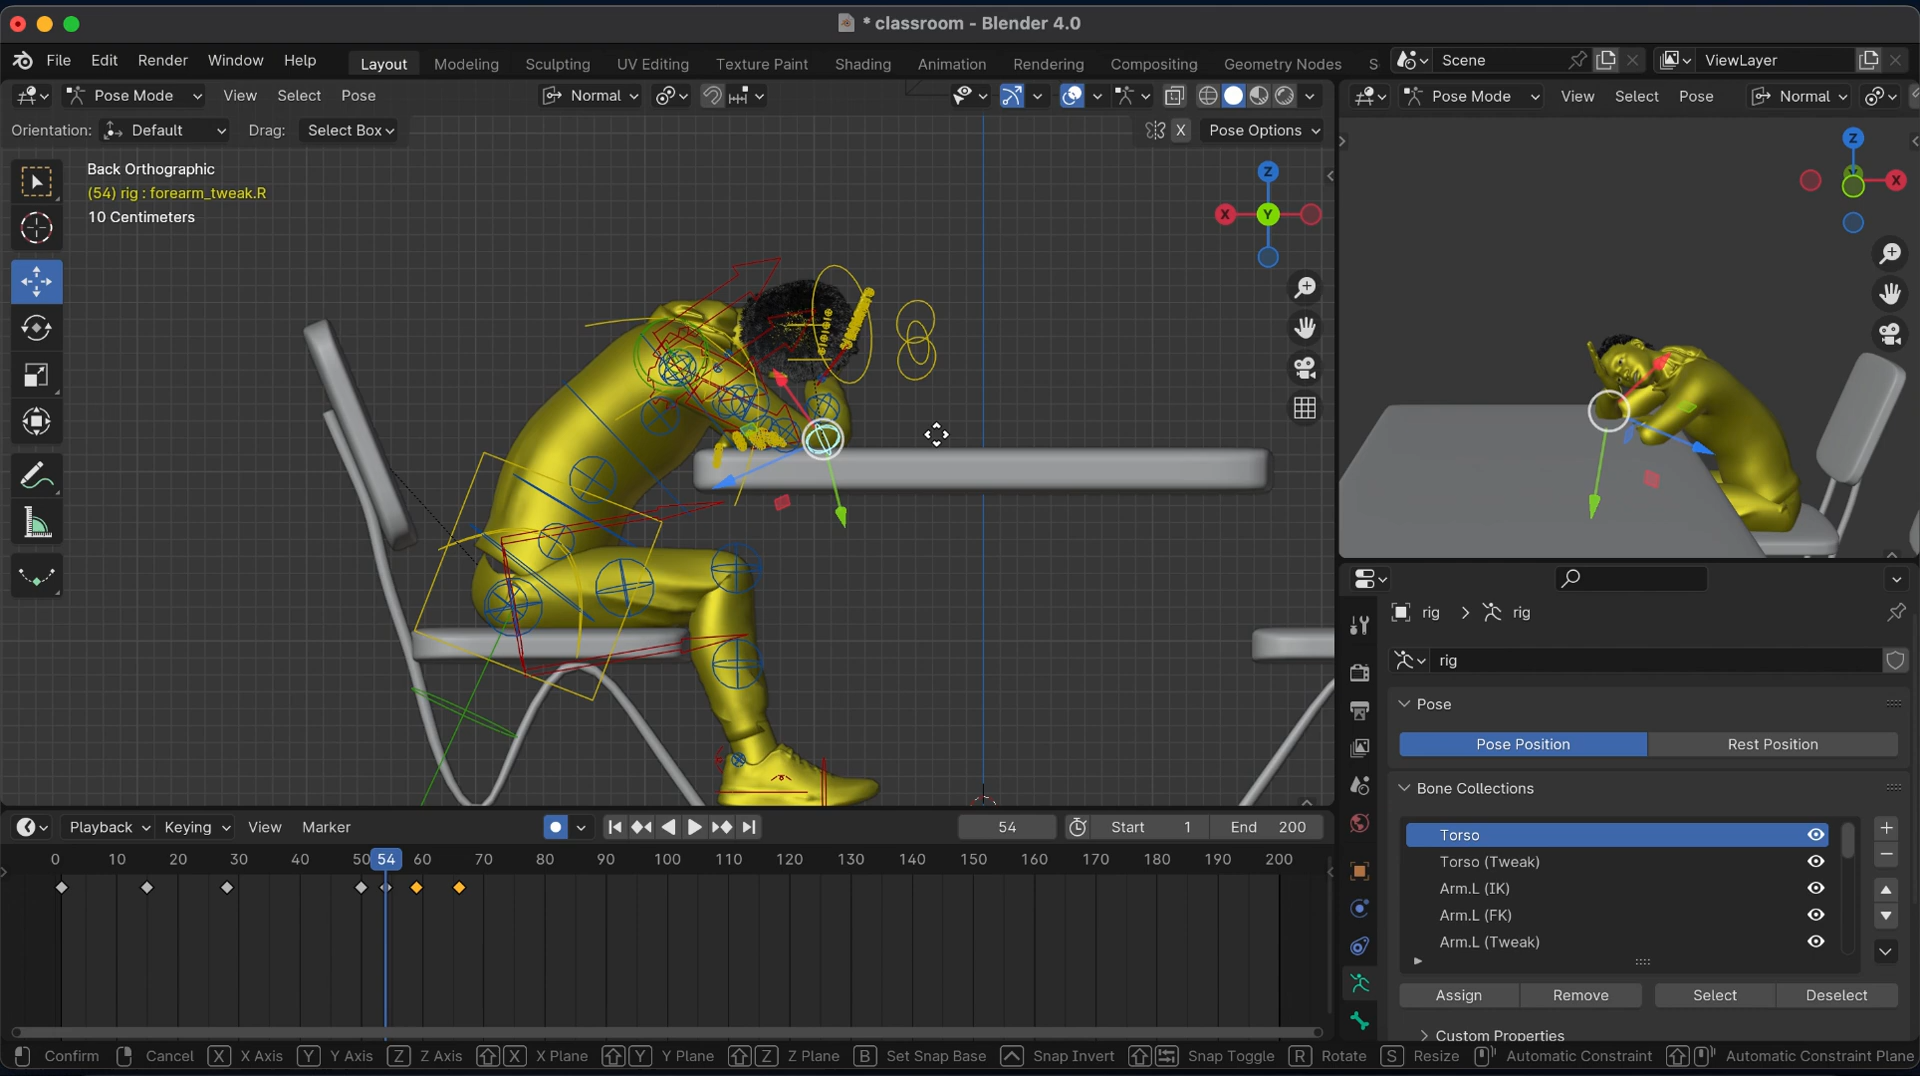 * classroom - Blender 4.0
File Edit Render Window Help Layout Modeling Sculpting UV Editing Texture Paint Shading Animation Rendering Compositing Geometry Nodes S Scene ViewLayer
Pose Mode View Select Pose Normal
Pose Mode View Select Pose Normal
Orientation: Default Drag: Select Box X Pose Options
Back Orthographic
(54) rig : forearm_tweak.R
10 Centimeters
Z
X Y
Z
X
rig > rig
rig
Pose
Pose Position Rest Position
Bone Collections
Torso
Torso (Tweak)
Arm.L (IK)
Arm.L (FK)
Arm.L (Tweak)
Assign Remove Select Deselect
Custom Properties
Playback Keying View Marker 54 Start 1 End 200
0 10 20 30 40 50 54 60 70 80 90 100 110 120 130 140 150 160 170 180 190 200
Confirm Cancel X X Axis Y Y Axis Z Z Axis X X Plane Y Y Plane Z Z Plane B Set Snap Base Snap Invert Snap Toggle R Rotate S Resize Automatic Constraint Automatic Constraint Plane